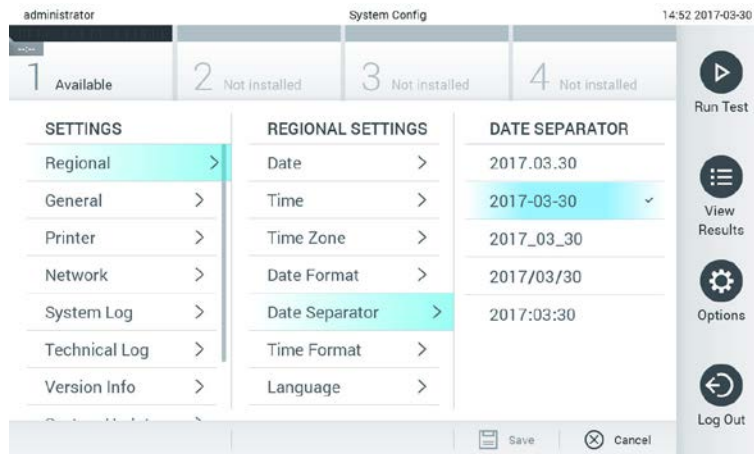 administrator System Config 14:52 2017-03-30
1 Available 2 Not installed 3 Not installed 4 Not installed
Run Test
SETTINGS REGIONAL SETTINGS DATE SEPARATOR
Regional > Date > 2017.03.30
General > Time > 2017-03-30 ✓
View Results
Printer > Time Zone > 2017_03_30
Network > Date Format > 2017/03/30
System Log > Date Separator > 2017:03:30
Options
Technical Log > Time Format >
Version Info > Language >
Save Cancel
Log Out